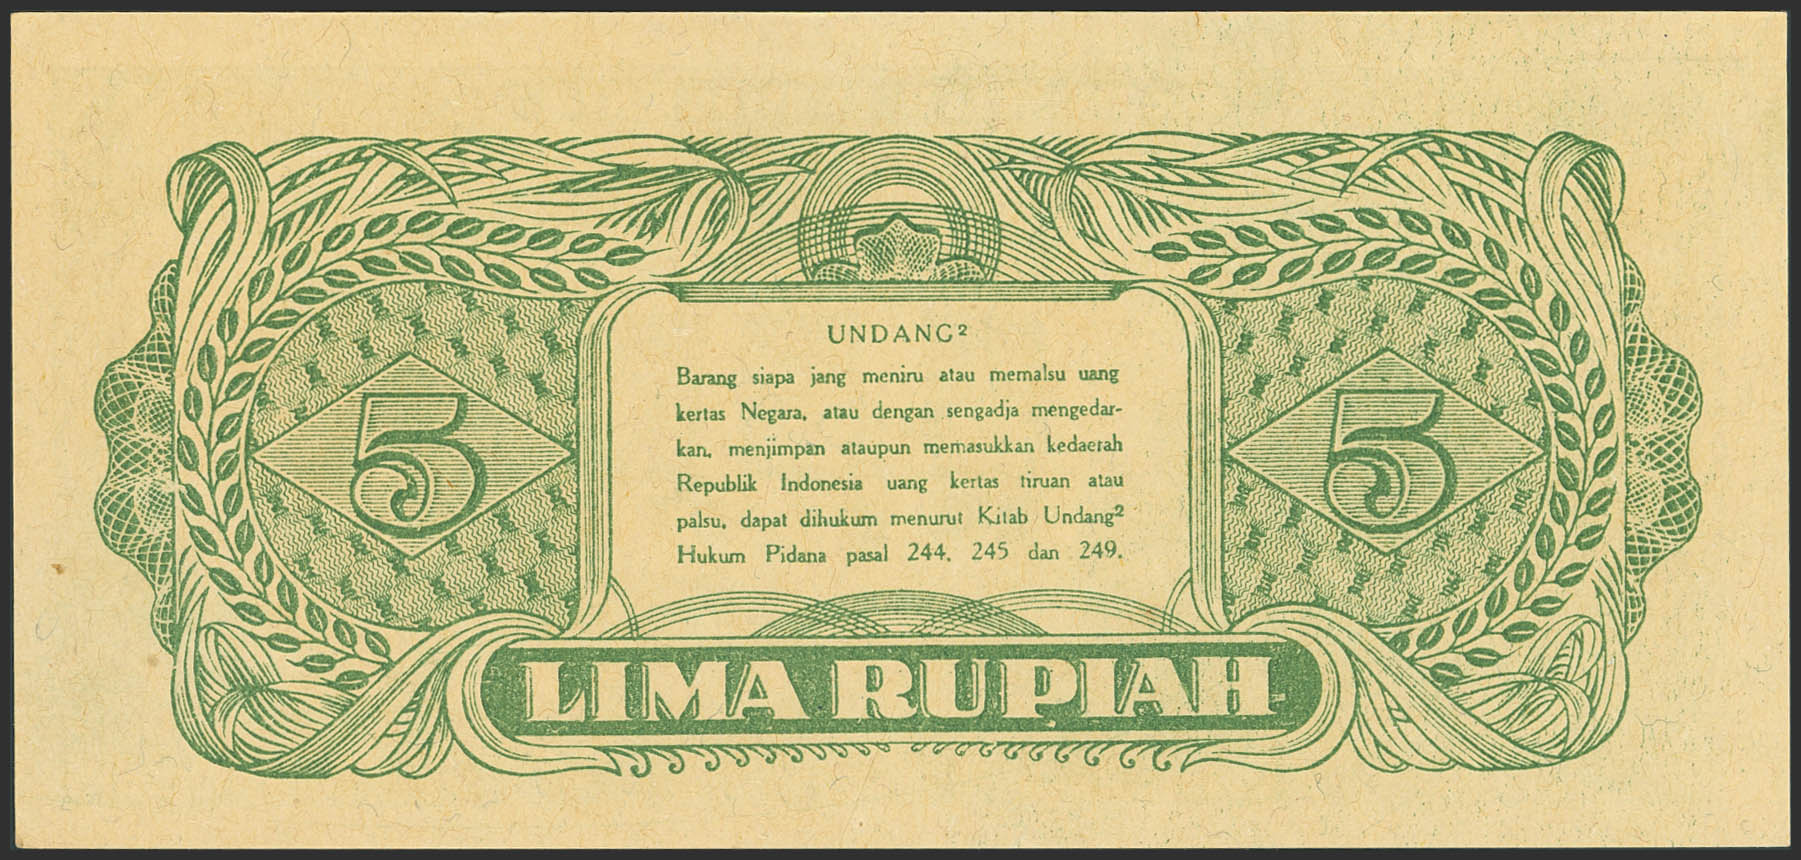 UNDANG²
Barang siapa jang meniru atau memalsu uang
kertas Negara, atau dengan sengadja mengedar-
kan, menjimpan ataupun memasukkan kedaerah
Republik Indonesia uang kertas tiruan atau
palsu, dapat dihukum menurut Kitab Undang²
Hukum Pidana pasal 244, 245 dan 249.
5
5
LIMA RUPIAH